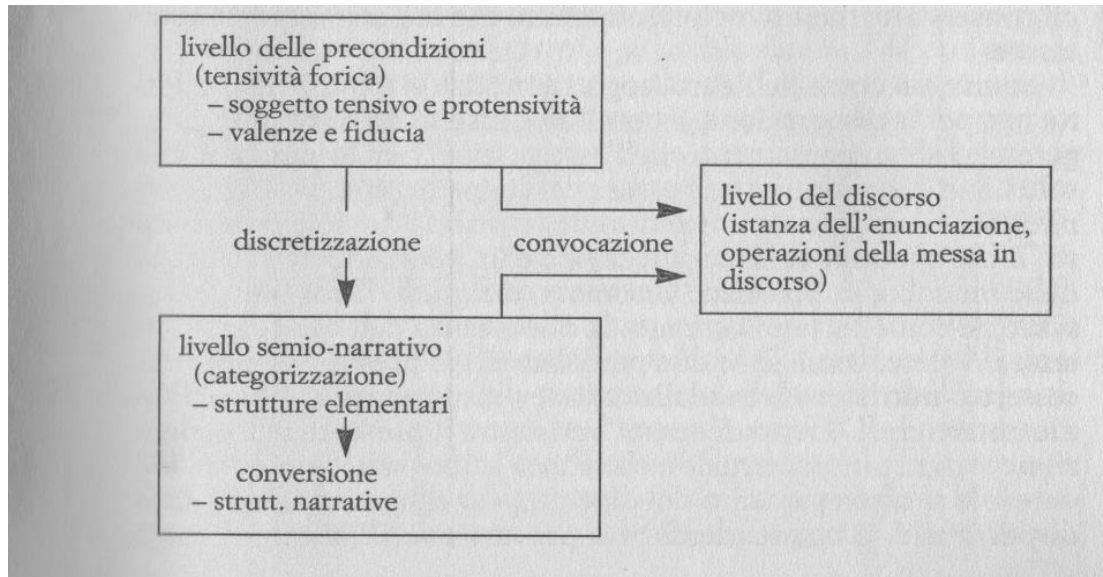 livello delle precondizioni
(tensività forica)
– soggetto tensivo e protensività
– valenze e fiducia
discretizzazione
convocazione
livello del discorso
(istanza dell'enunciazione,
operazioni della messa in
discorso)
livello semio-narrativo
(categorizzazione)
– strutture elementari
conversione
– strutt, narrative